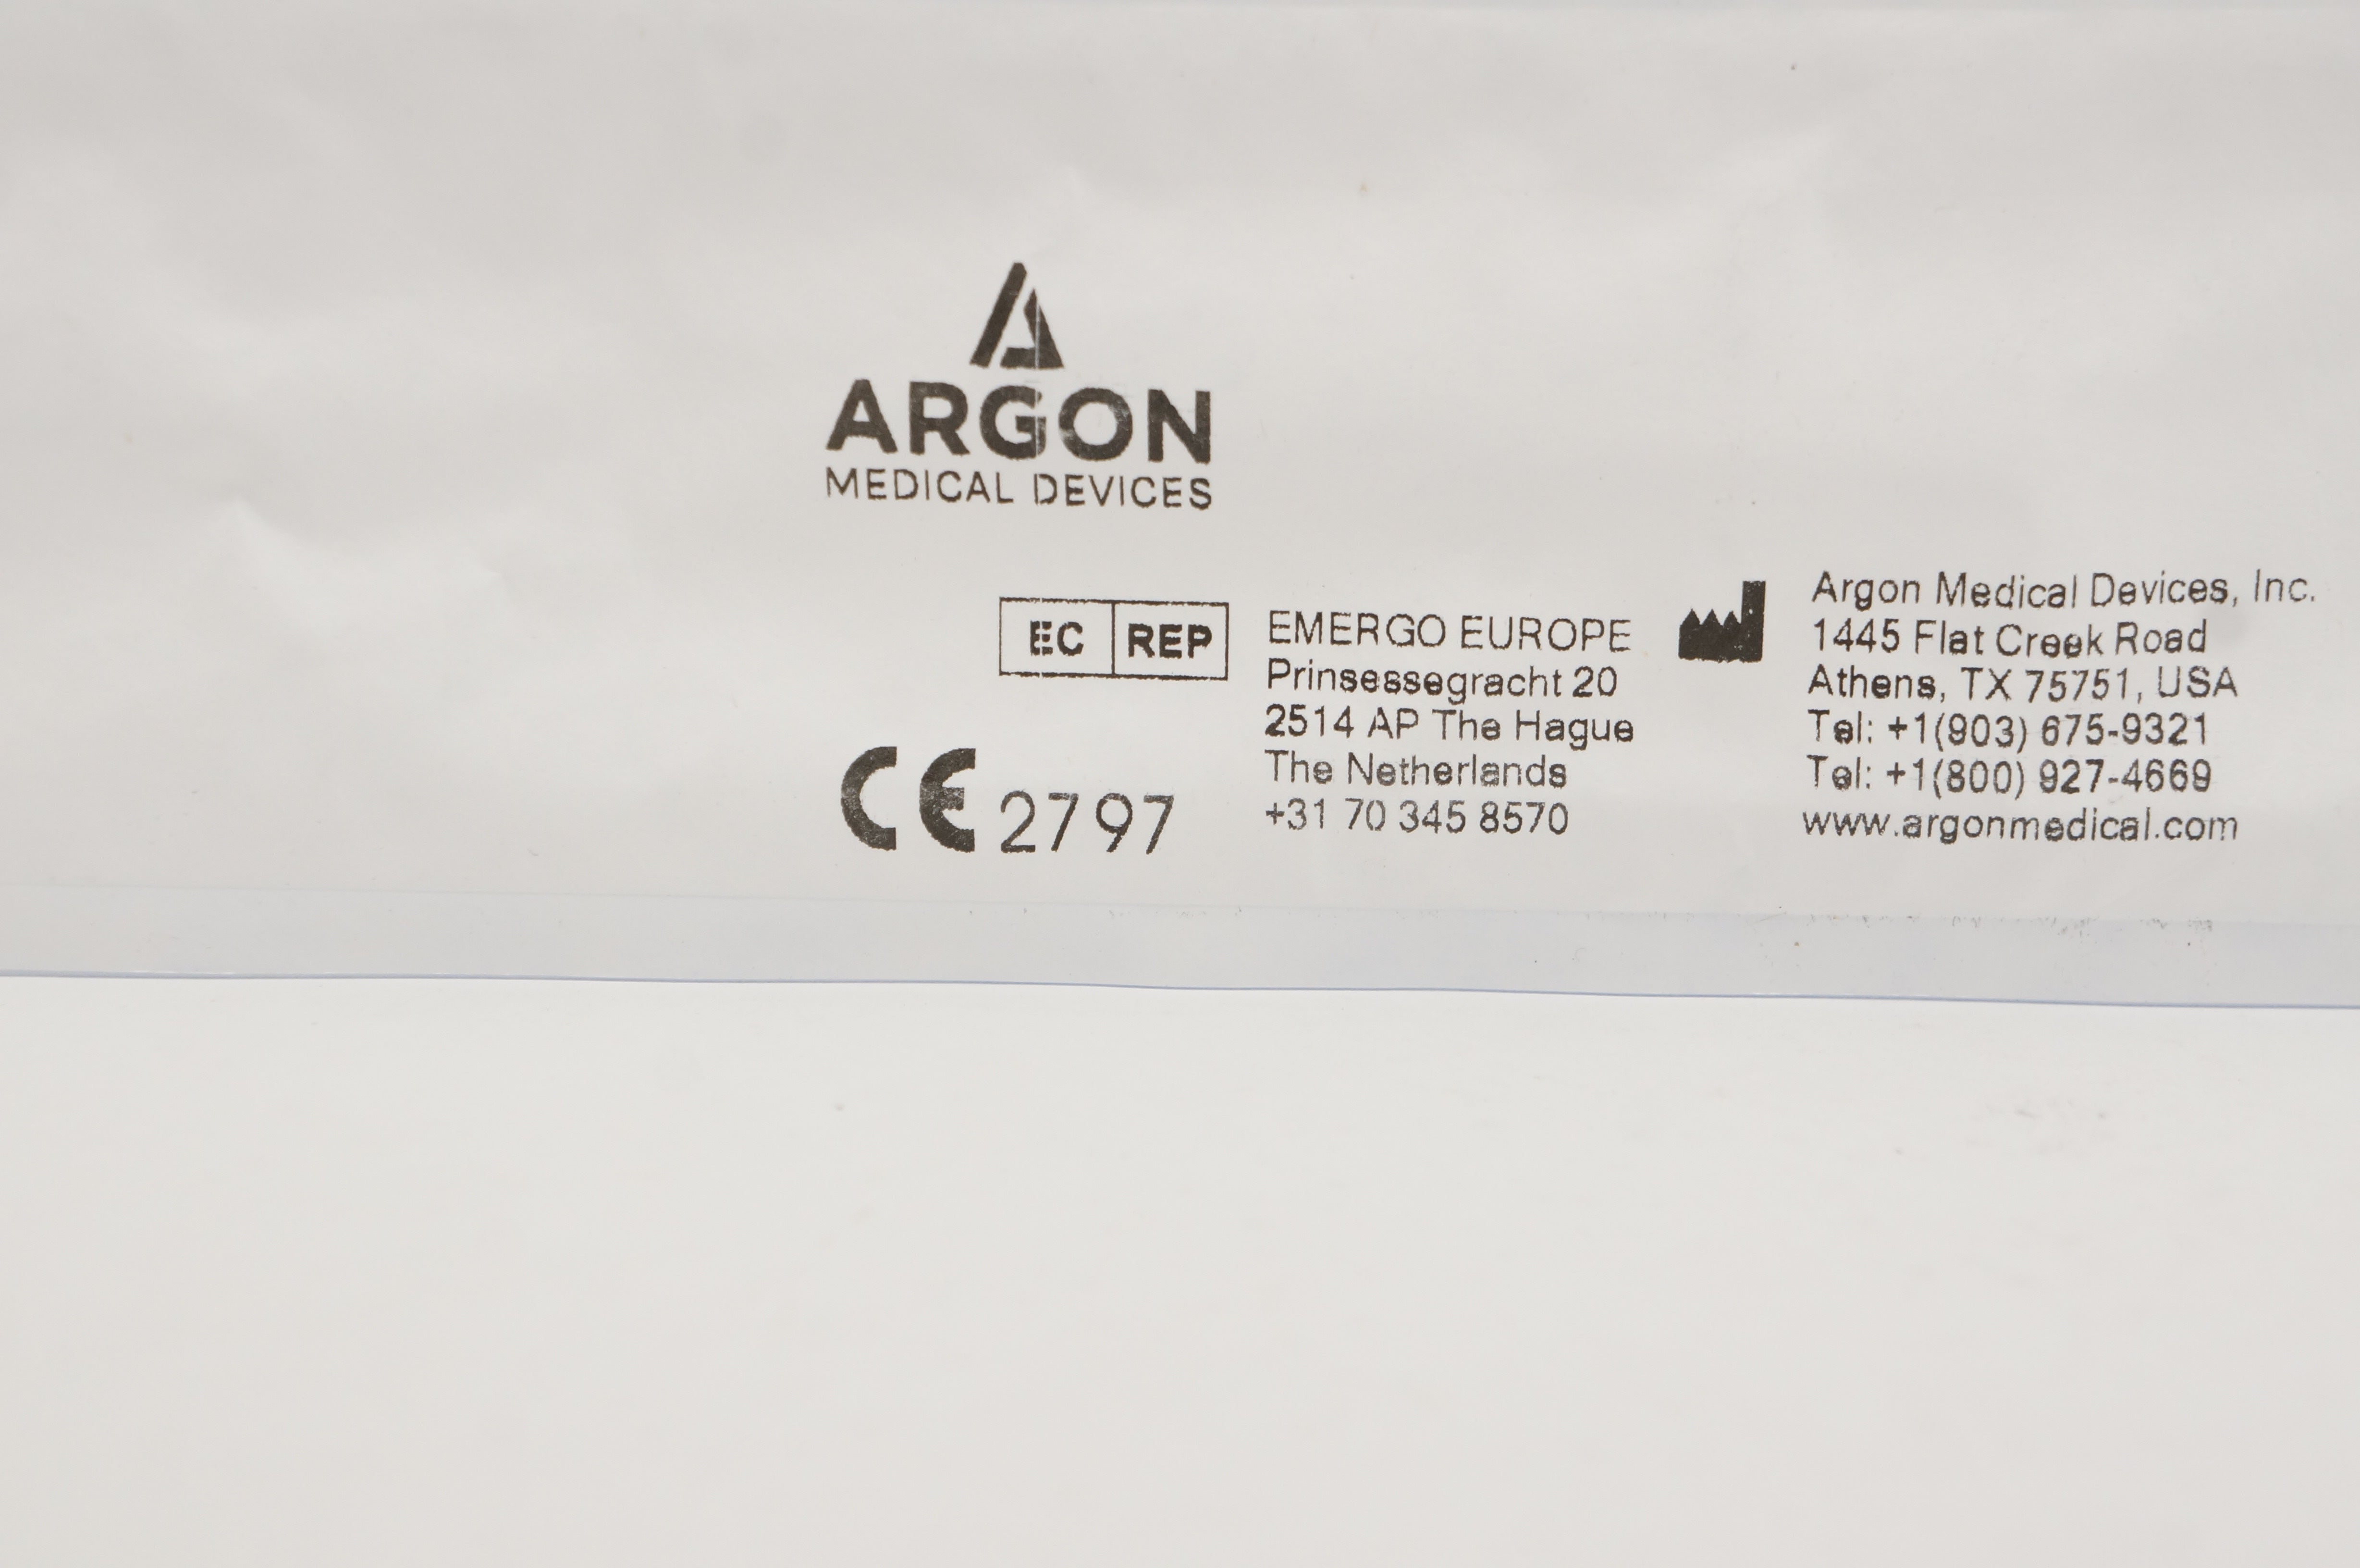 ARGON
MEDICAL DEVICES
EC REP
EMERGO EUROPE
Prinsessegracht 20
2514 AP The Hague
The Netherlands
+31 70 345 8570
CE 2797
Argon Medical Devices, Inc.
1445 Flat Creek Road
Athens, TX 75751, USA
Tel: +1(903) 675-9321
Tel: +1(800) 927-4669
www.argonmedical.com